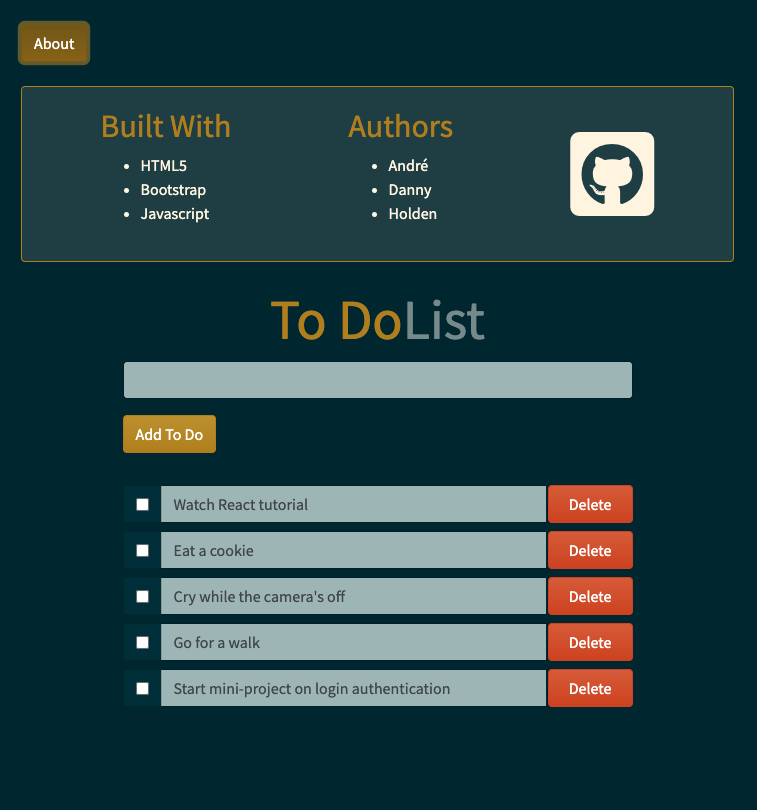 About
Built With
HTML5
Bootstrap
Javascript
Authors
André
Danny
Holden
To DoList
Add To Do
Watch React tutorial Delete
Eat a cookie Delete
Cry while the camera's off Delete
Go for a walk Delete
Start mini-project on login authentication Delete